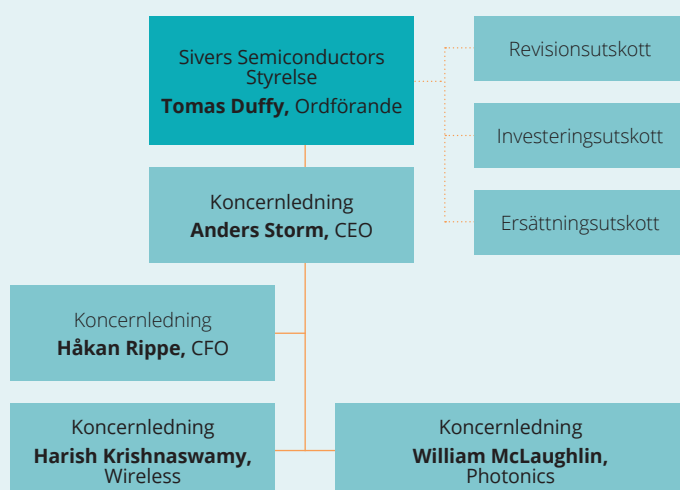 Sivers Semiconductors
Styrelse
Tomas Duffy, Ordförande
Revisionsutskott
Investeringsutskott
Ersättningsutskott
Koncernledning
Anders Storm, CEO
Koncernledning
Håkan Rippe, CFO
Koncernledning
Harish Krishnaswamy,
Wireless
Koncernledning
William McLaughlin,
Photonics